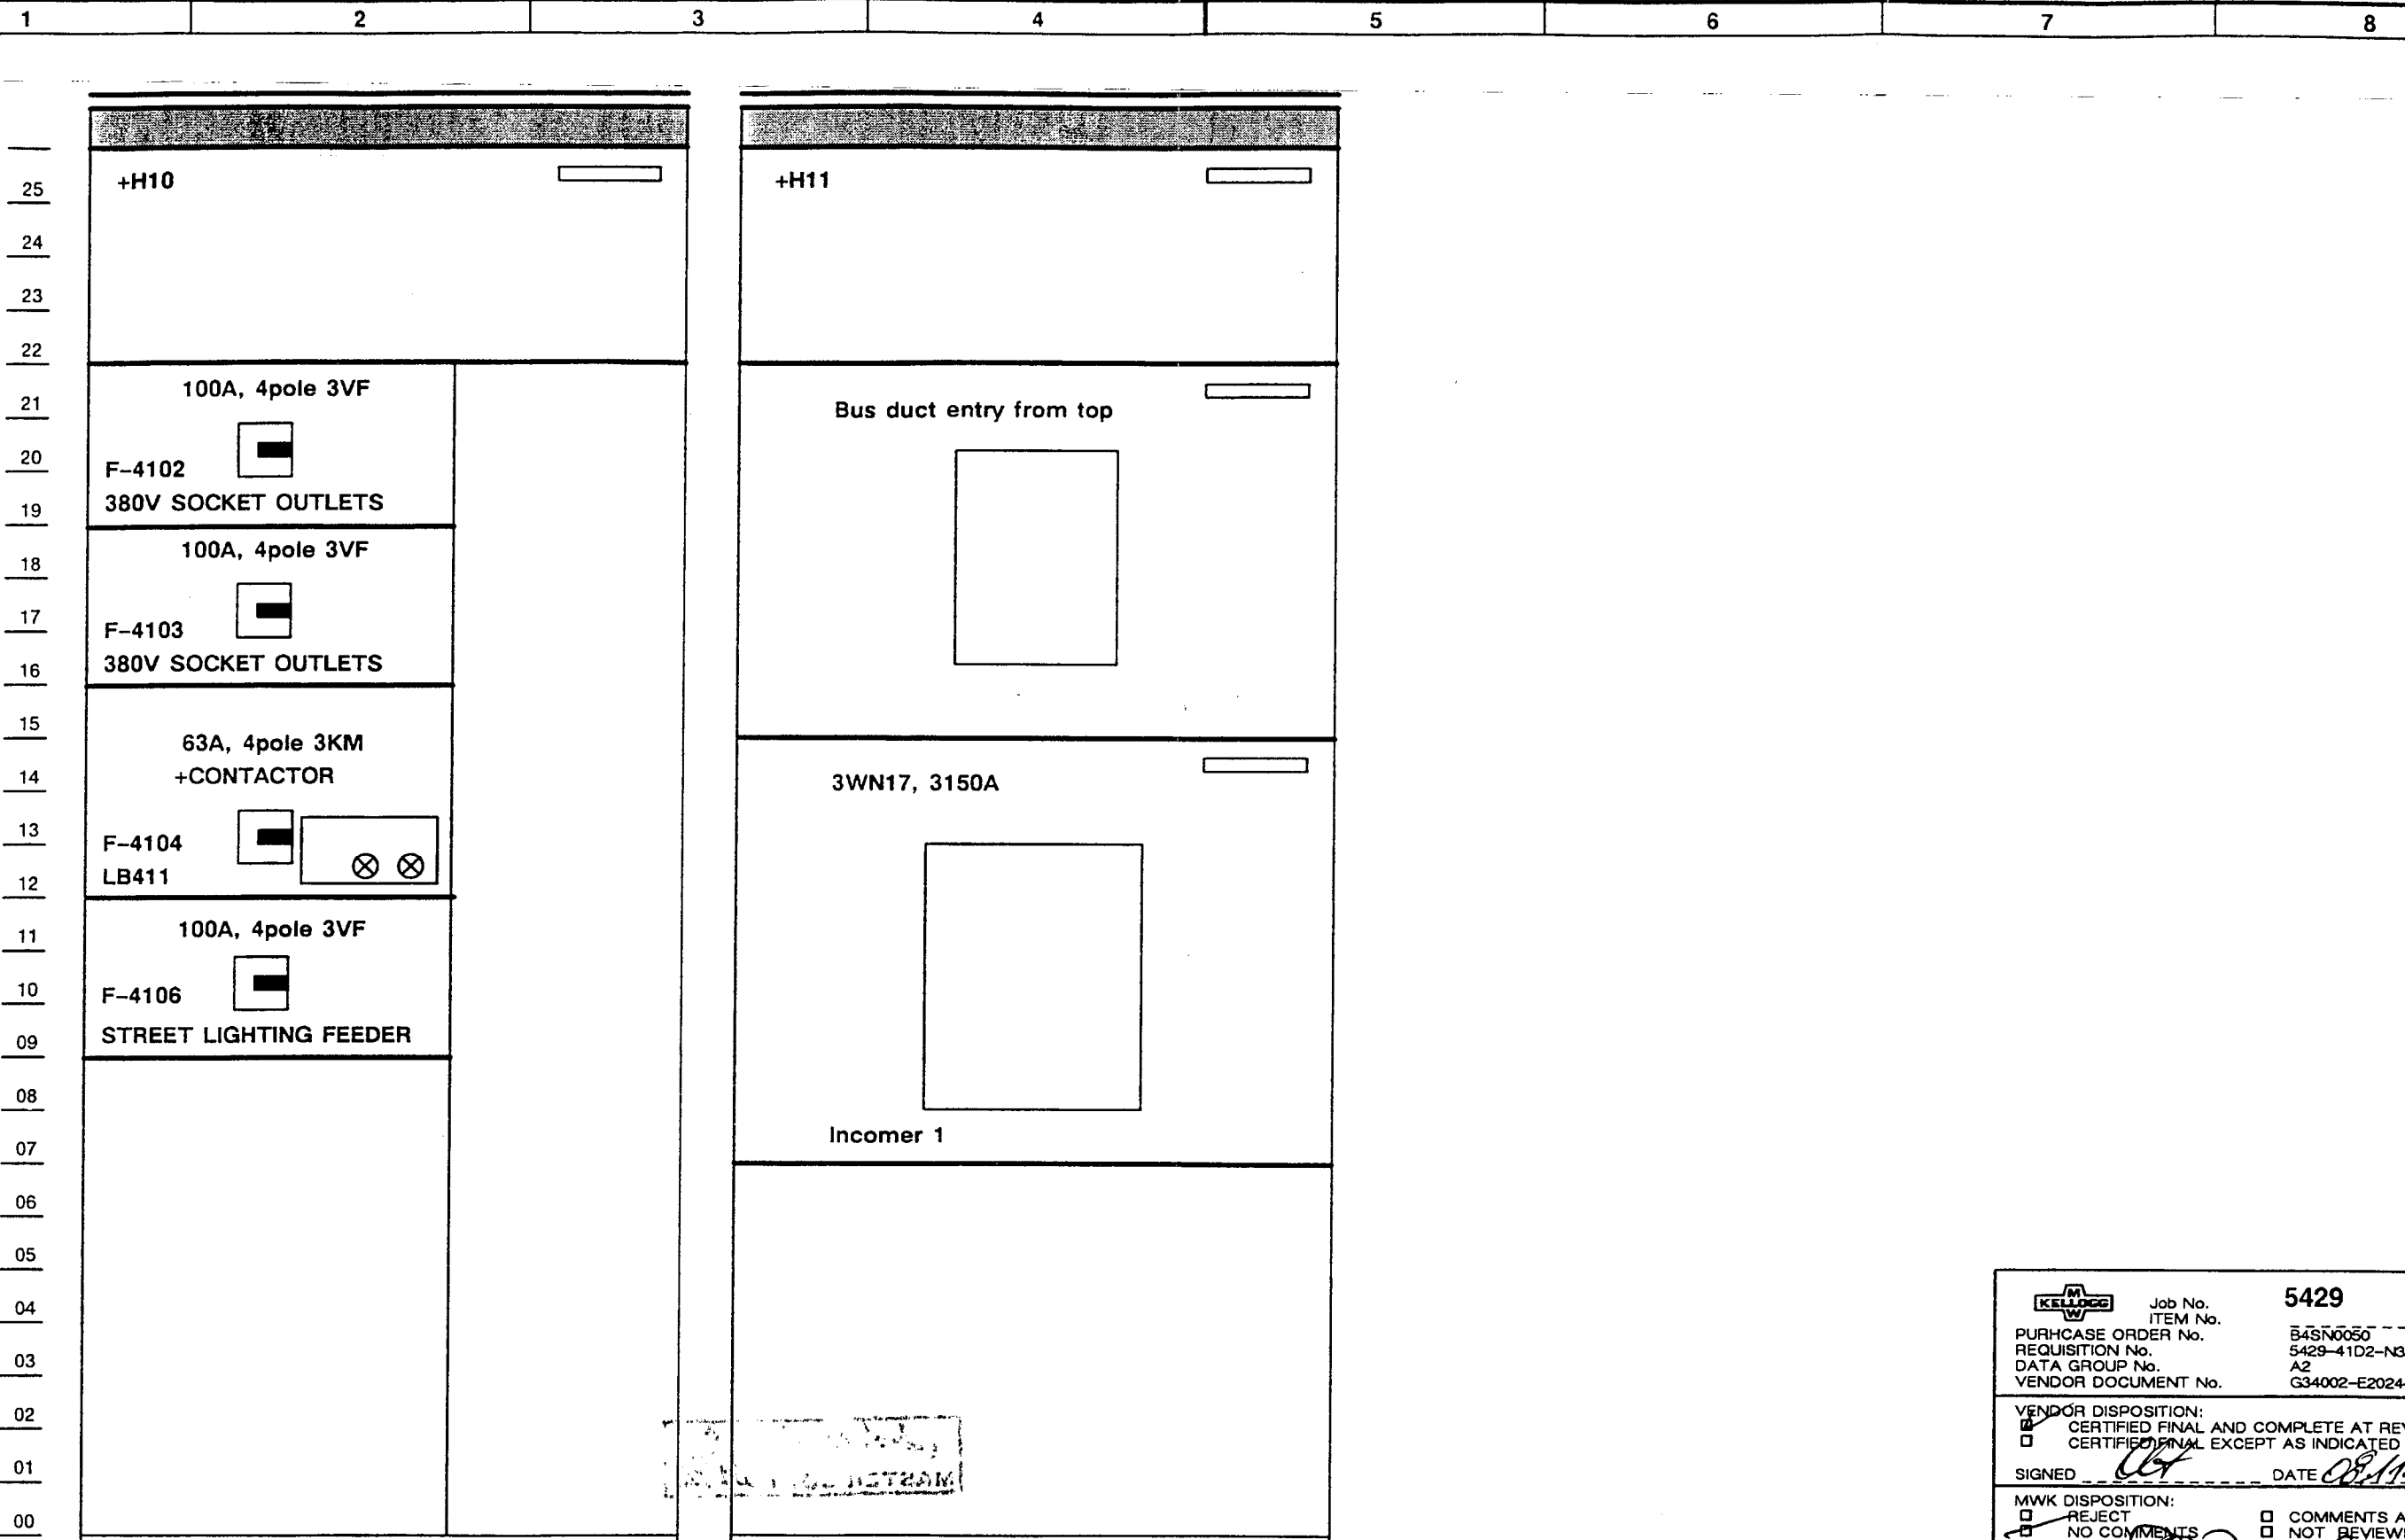 1 2 3 4 5 6 7 8
25
24
23
22
21
20
19
18
17
16
15
14
13
12
11
10
09
08
07
06
05
04
03
02
01
00
+H10
100A, 4pole 3VF
F-4102
380V SOCKET OUTLETS
100A, 4pole 3VF
F-4103
380V SOCKET OUTLETS
63A, 4pole 3KM
+CONTACTOR
F-4104
LB411
100A, 4pole 3VF
F-4106
STREET LIGHTING FEEDER
+H11
Bus duct entry from top
3WN17, 3150A
Incomer 1
MASTER
M
KELLOGG
W
Job No. 5429
ITEM No.
PURHCASE ORDER No. B4SN0050
REQUISITION No. 5429-41D2-N3
DATA GROUP No. A2
VENDOR DOCUMENT No. G34002-E2024-
VENDOR DISPOSITION:
CERTIFIED FINAL AND COMPLETE AT RE
CERTIFIED FINAL EXCEPT AS INDICATED
SIGNED DATE
MWK DISPOSITION:
REJECT COMMENTS
NO COMMENTS NOT REVIEW